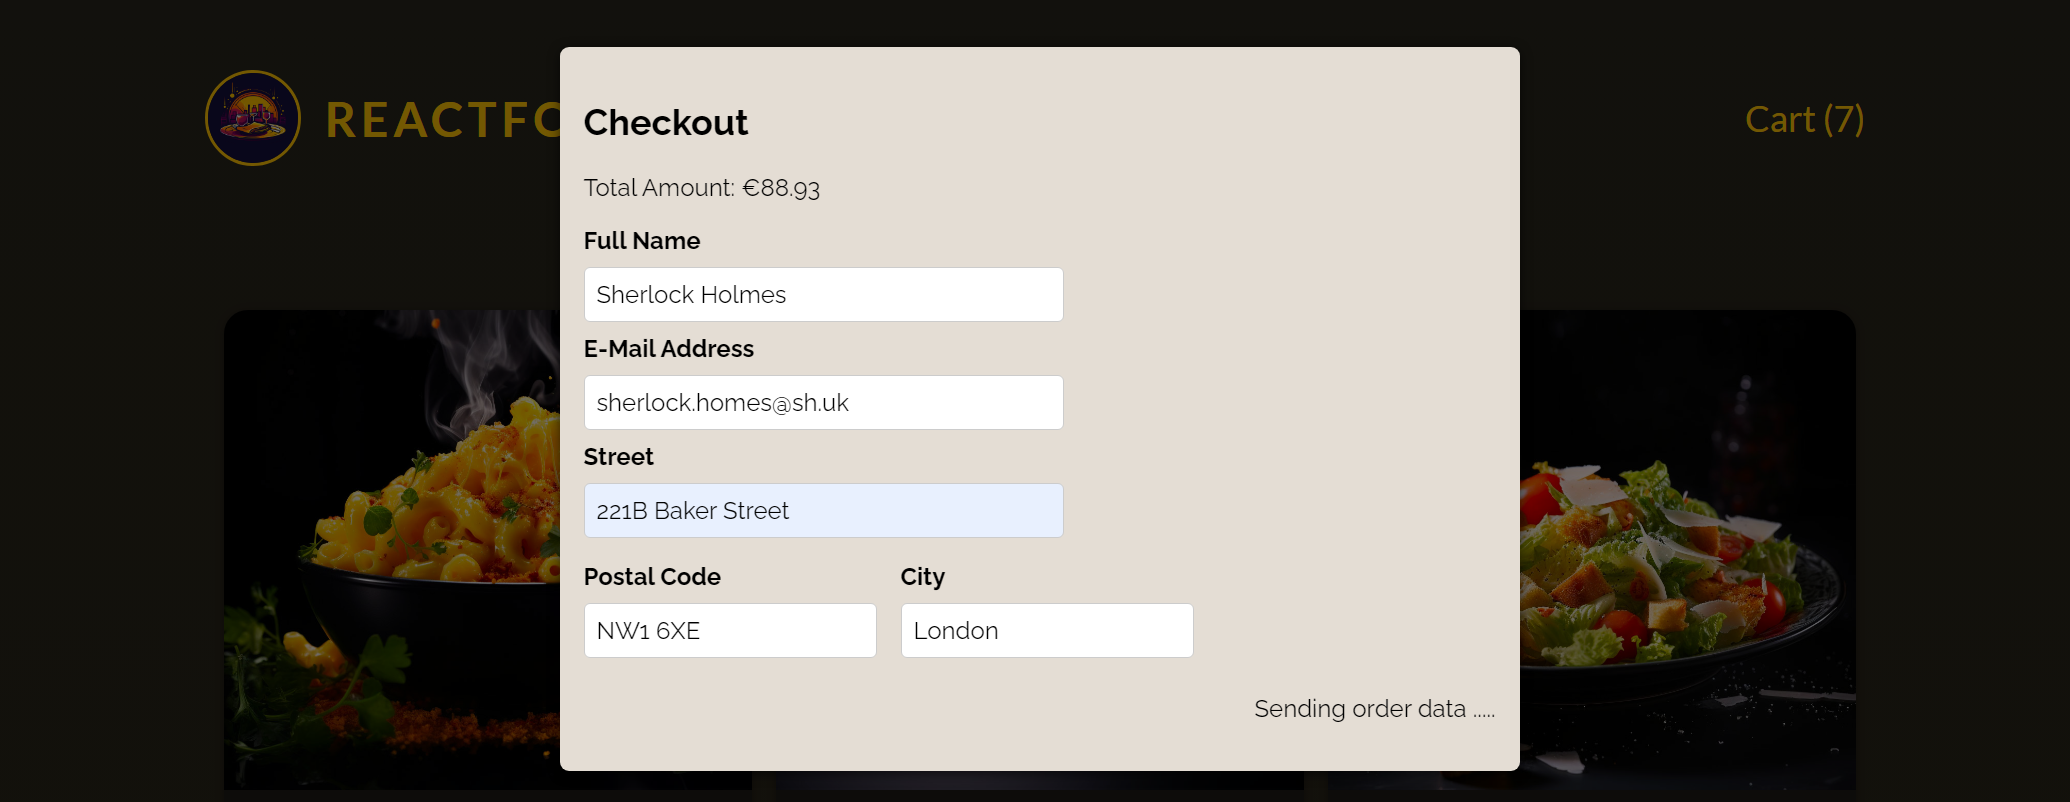 REACTFO
Cart (7)
Checkout
Total Amount: €88.93
Full Name
Sherlock Holmes
E-Mail Address
sherlock.homes@sh.uk
Street
221B Baker Street
Postal Code City
NW1 6XE London
Sending order data .....